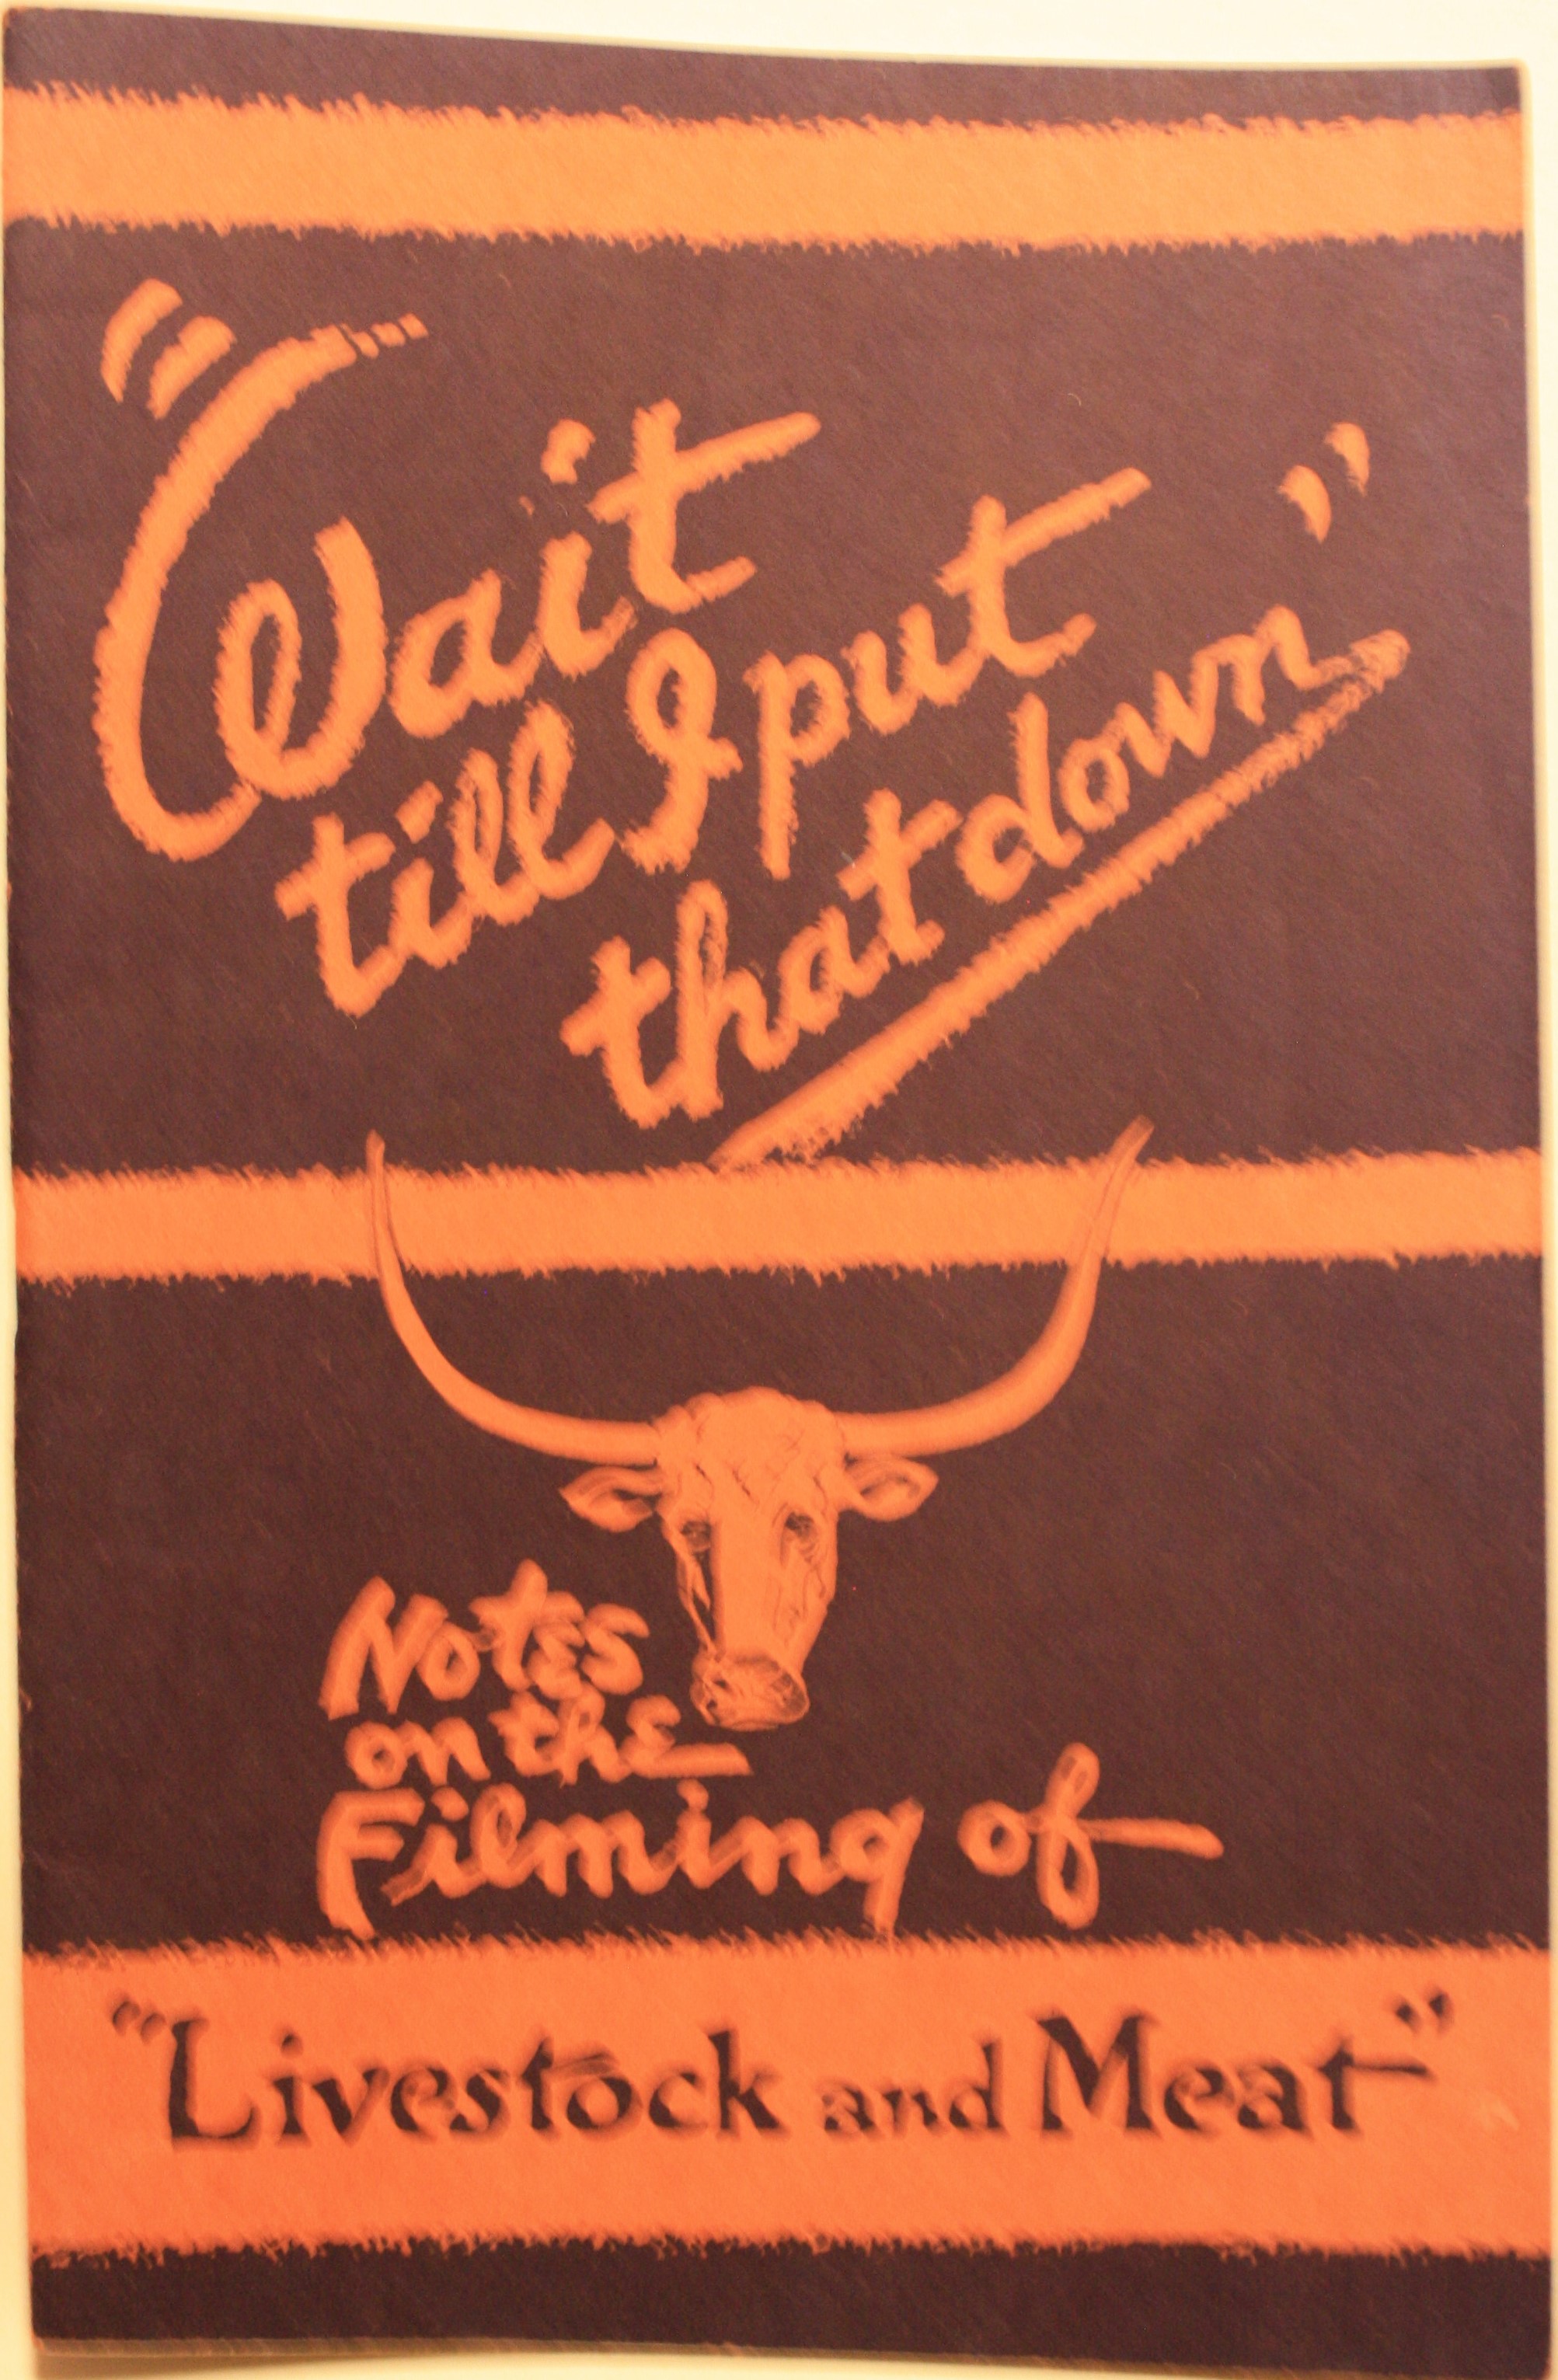 "Wait
till I put
that down"
Notes
on the
Filming of
"Livestock and Meat"